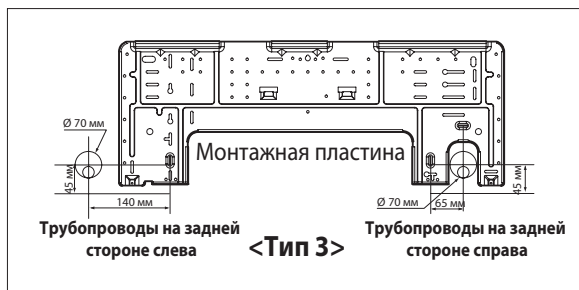 Ø 70 мм
Монтажная пластина
45 мм
140 мм
Ø 70 мм
65 мм
45 мм
Трубопроводы на задней
стороне слева
<Тип 3>
Трубопроводы на задней
стороне справа